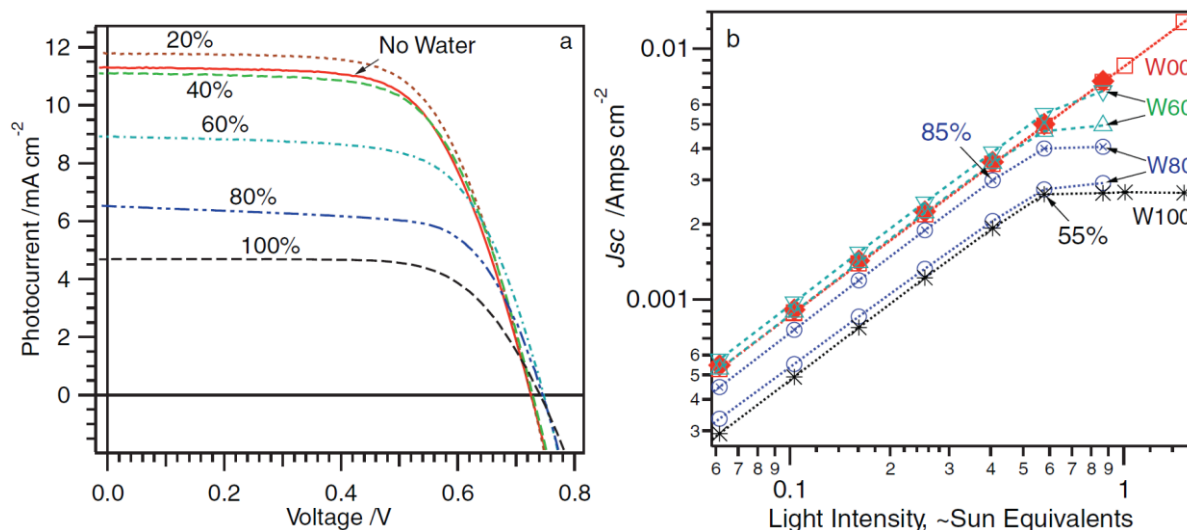 a
20%
No Water
40%
60%
80%
100%
12
10
8
6
4
2
0
Photocurrent /mA cm-2
0.0 0.2 0.4 0.6 0.8
Voltage /V
b
0.01
6
5
4
3
2
0.001
6
5
4
3
Jsc /Amps cm-2
85%
55%
W00
W60
W80
W100
6 7 8 9 0.1 2 3 4 5 6 7 8 9 1
Light Intensity, ~Sun Equivalents